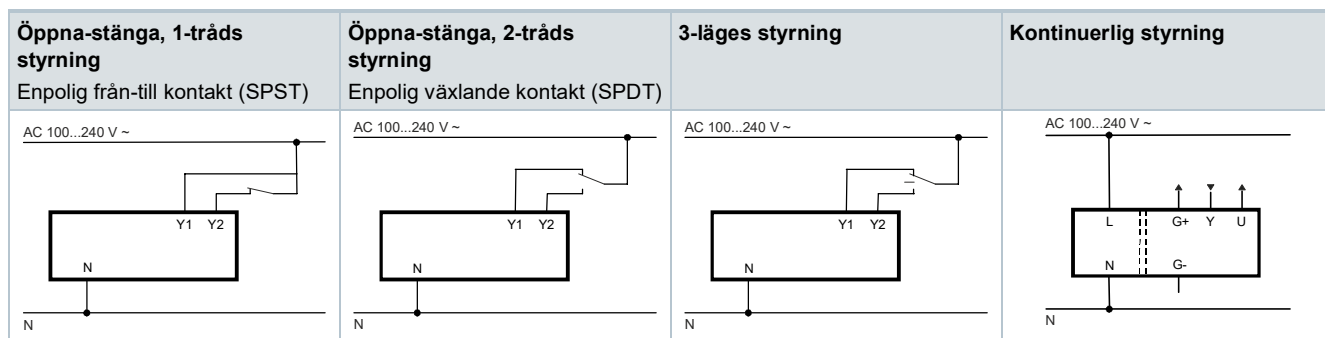 Öppna-stänga, 1-tråds
styrning
Enpolig från-till kontakt (SPST)
Öppna-stänga, 2-tråds
styrning
Enpolig växlande kontakt (SPDT)
3-läges styrning
Kontinuerlig styrning
AC 100...240 V ~
Y1 Y2
N
N
AC 100...240 V ~
Y1 Y2
N
N
AC 100...240 V ~
Y1 Y2
N
N
AC 100...240 V ~
L G+ Y U
N G-
N